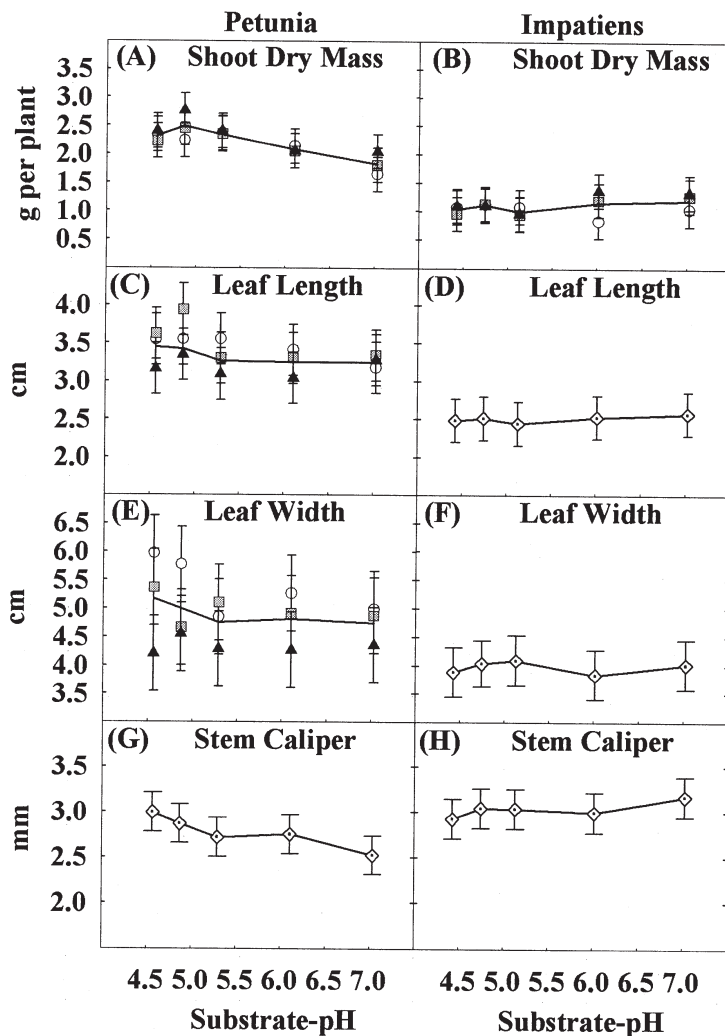 Petunia Impatiens
(A) Shoot Dry Mass (B) Shoot Dry Mass
g per plant
3.5
3.0
2.5
2.0
1.5
1.0
0.5
(C) Leaf Length (D) Leaf Length
cm
4.0
3.5
3.0
2.5
2.0
(E) Leaf Width (F) Leaf Width
cm
6.5
6.0
5.5
5.0
4.5
4.0
3.5
(G) Stem Caliper (H) Stem Caliper
mm
3.5
3.0
2.5
2.0
4.5 5.0 5.5 6.0 6.5 7.0 4.5 5.0 5.5 6.0 6.5 7.0
Substrate-pH Substrate-pH